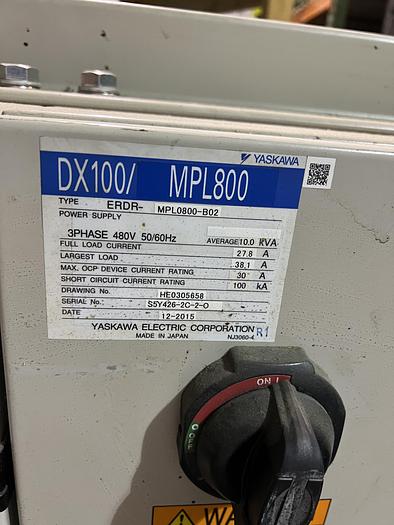 YASKAWA
DX100/ MPL800
TYPE ERDR- MPL0800-B02
POWER SUPPLY
3PHASE 480V 50/60Hz AVERAGE10.0 KVA
FULL LOAD CURRENT 27.8 A
LARGEST LOAD 38.1 A
MAX. OCP DEVICE CURRENT RATING 30 A
SHORT CIRCUIT CURRENT RATING 100 kA
DRAWING No. HE0305658
SERIAL No. S5Y426-2C-2-O
DATE 12-2015
YASKAWA ELECTRIC CORPORATION R1
MADE IN JAPAN NJ3060-4
ON I
O OFF
WA